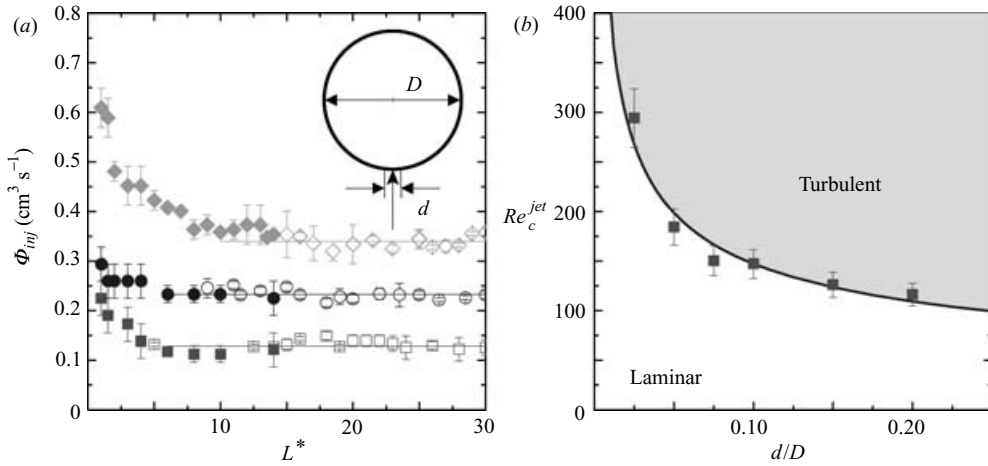 (a)
0.8
0.7
0.6
0.5
0.4
0.3
0.2
0.1
0
Φinj (cm3 s−1)
10
20
30
L*
D
d
(b)
400
300
200
100
0
Rec jet
0.10
0.20
d/D
Turbulent
Laminar